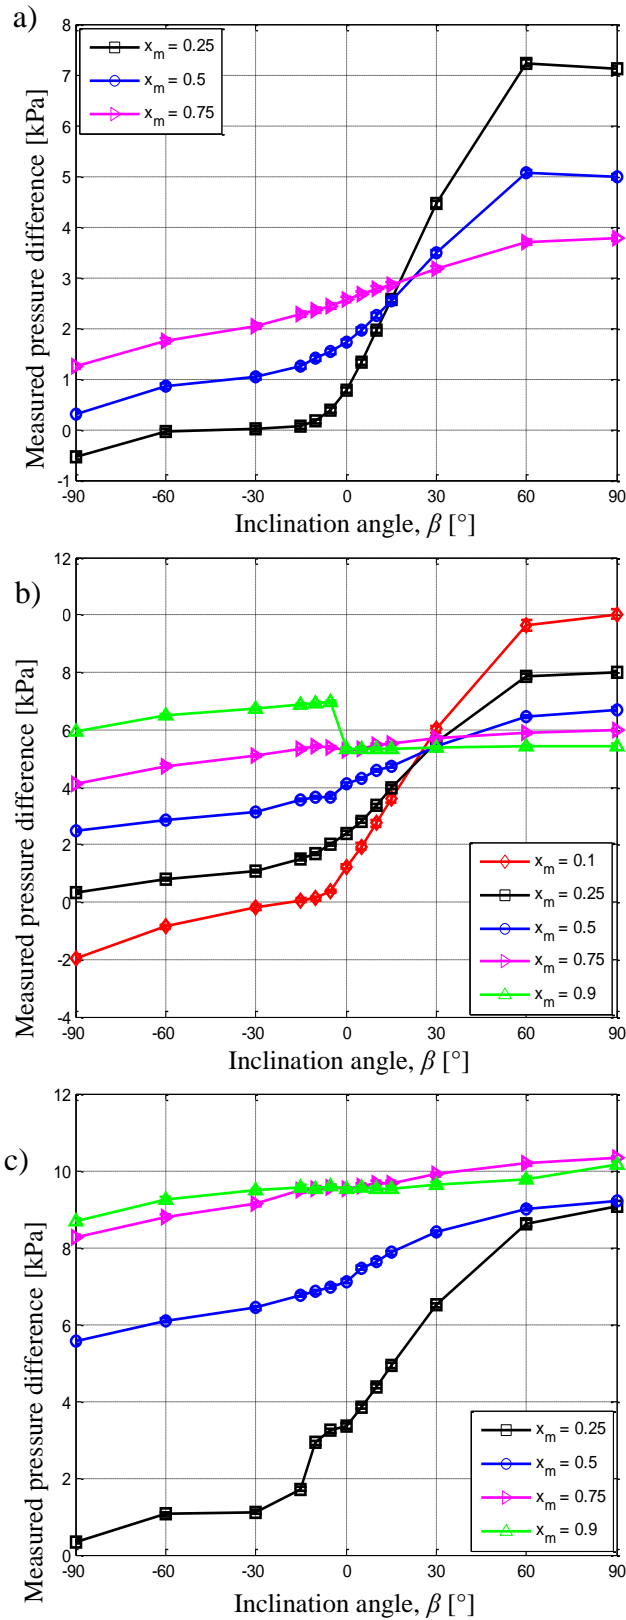 a)
8
7
6
5
4
3
2
1
0
-1
Measured pressure difference [kPa]
x_m = 0.25
x_m = 0.5
x_m = 0.75
-90 -60 -30 0 30 60 90
Inclination angle, β [°]
b)
12
0
8
6
4
2
0
-2
-4
Measured pressure difference [kPa]
x_m = 0.1
x_m = 0.25
x_m = 0.5
x_m = 0.75
x_m = 0.9
-90 -60 -30 0 30 60 90
Inclination angle, β [°]
c)
12
10
8
6
4
2
0
Measured pressure difference [kPa]
x_m = 0.25
x_m = 0.5
x_m = 0.75
x_m = 0.9
-90 -60 -30 0 30 60 90
Inclination angle, β [°]